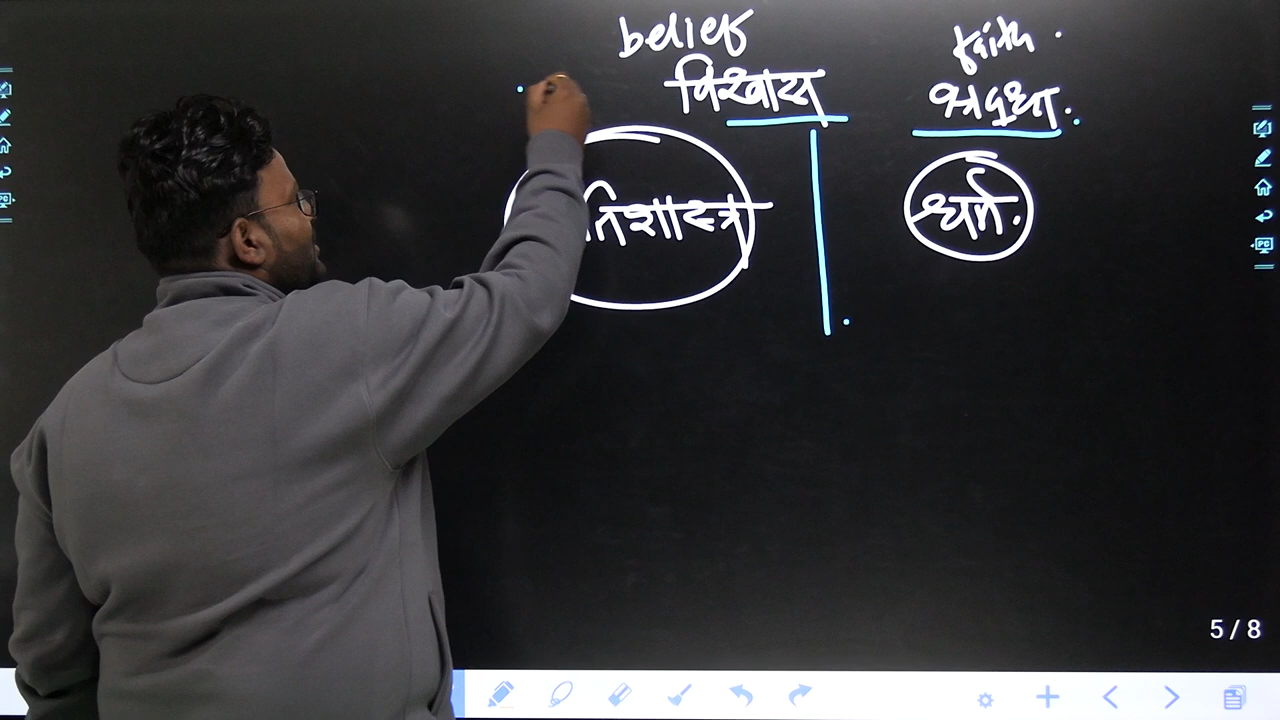 belief
विश्वास
faith.
श्रद्धा.
तिशास्त्र
धर्म.
5 / 8